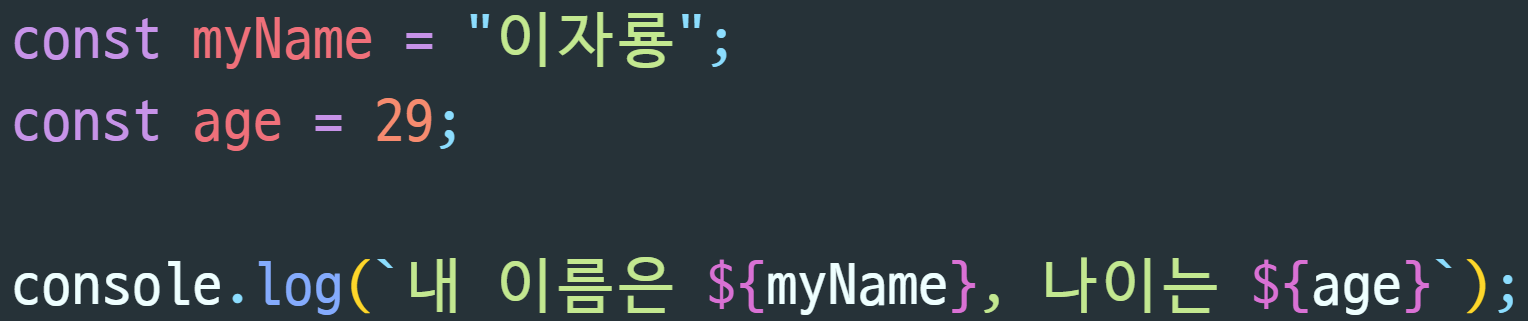 const myName = "이자룡";
const age = 29;
console.log(`내 이름은 ${myName}, 나이는 ${age}`);